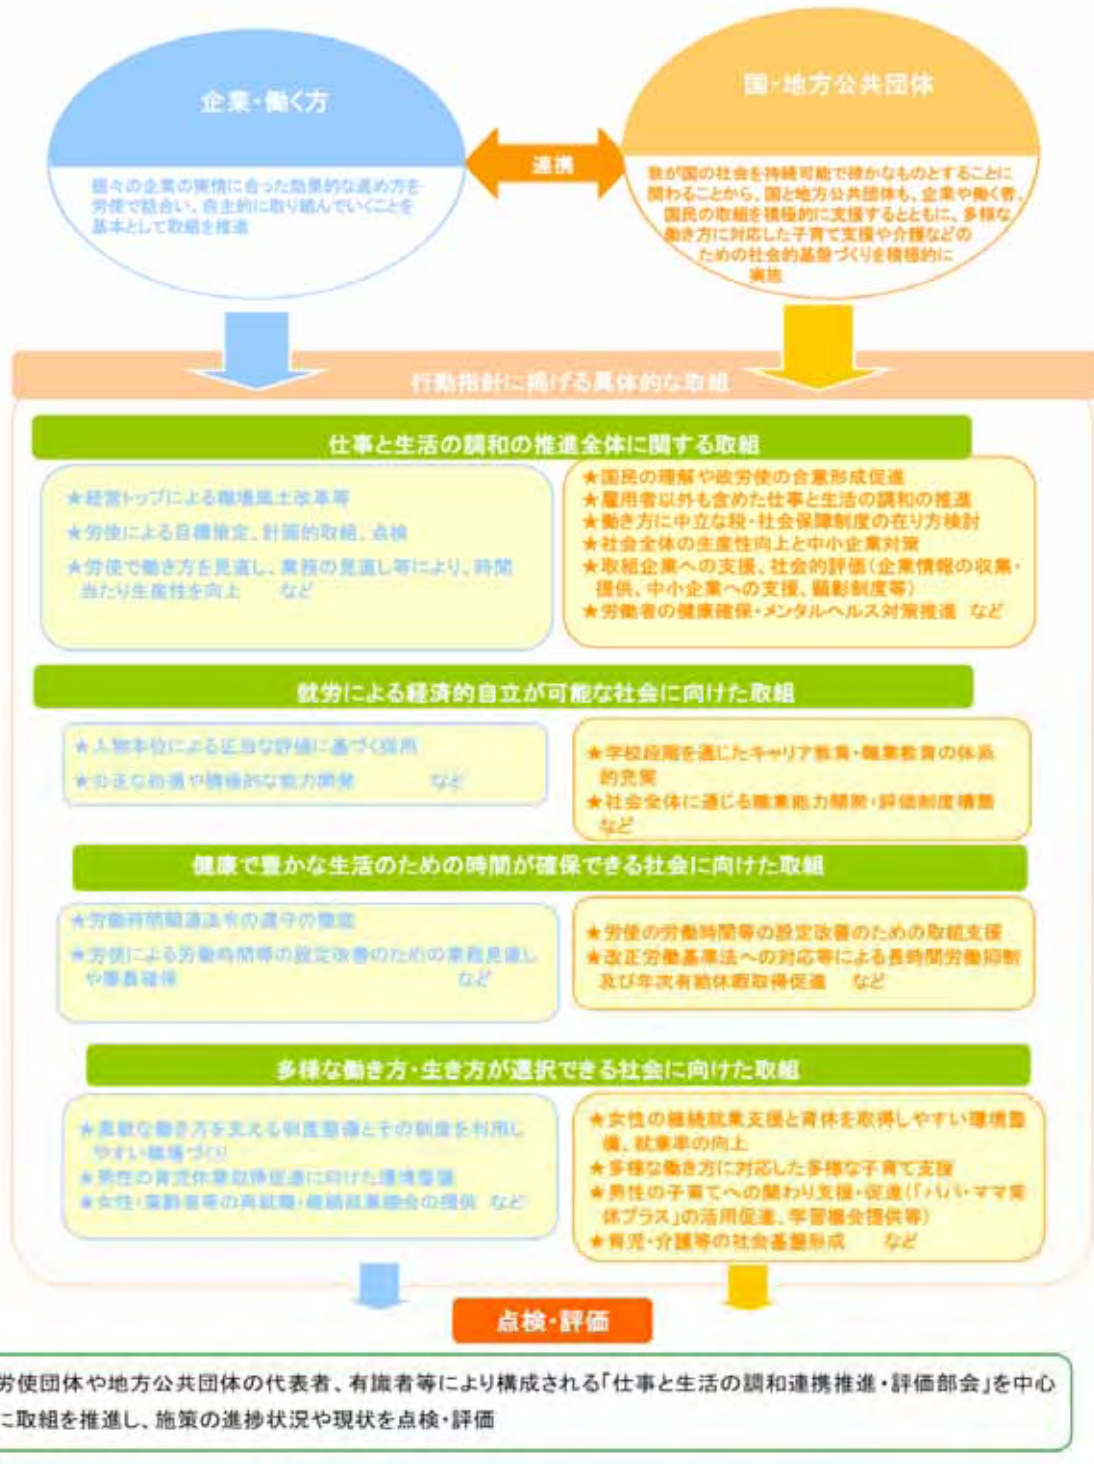 企業・働く方
国・地方公共団体
連携
個々の企業の実情に合った効果的な進め方を
労使で話合い、自主的に取り組んでいくことを
基本として取組を推進
我が国の社会を持続可能で確かなものとすることに
関わることから、国と地方公共団体も、企業や働く者、
国民の取組を積極的に支援するとともに、多様な
働き方に対応した子育て支援や介護などの
ための社会的基盤づくりを積極的に
実施
行動指針に掲げる具体的な取組
仕事と生活の調和の推進全体に関する取組
★経営トップによる職場風土改革等
★労使による目標策定、計画的取組、点検
★労使で働き方を見直し、業務の見直し等により、時間
当たり生産性を向上 など
★国民の理解や政労使の合意形成促進
★雇用者以外も含めた仕事と生活の調和の推進
★働き方に中立な税・社会保障制度の在り方検討
★社会全体の生産性向上と中小企業対策
★取組企業への支援、社会的評価(企業情報の収集・
提供、中小企業への支援、顕彰制度等)
★労働者の健康確保・メンタルヘルス対策推進 など
就労による経済的自立が可能な社会に向けた取組
★人物本位による正当な評価に基づく採用
★公正な処遇や積極的な能力開発 など
★学校段階を通じたキャリア教育・職業教育の体系
的充実
★社会全体に通じる職業能力開発・評価制度構築
など
健康で豊かな生活のための時間が確保できる社会に向けた取組
★労働時間関連法令の遵守の徹底
★労使による労働時間等の設定改善のための業務見直し
や要員確保 など
★労使の労働時間等の設定改善のための取組支援
★改正労働基準法への対応等による長時間労働抑制
及び年次有給休暇取得促進 など
多様な働き方・生き方が選択できる社会に向けた取組
★柔軟な働き方を支える制度整備とその制度を利用し
やすい職場づくり
★男性の育児休業取得促進に向けた環境整備
★女性・高齢者等の再就職・継続就業機会の提供 など
★女性の継続就業支援と育休を取得しやすい環境整
備、就業率の向上
★多様な働き方に対応した多様な子育て支援
★男性の子育てへの関わり支援・促進(「パパ・ママ育
休プラス」の活用促進、学習機会提供等)
★育児・介護等の社会基盤形成 など
点検・評価
労使団体や地方公共団体の代表者、有識者等により構成される「仕事と生活の調和連携推進・評価部会」を中心
に取組を推進し、施策の進捗状況や現状を点検・評価